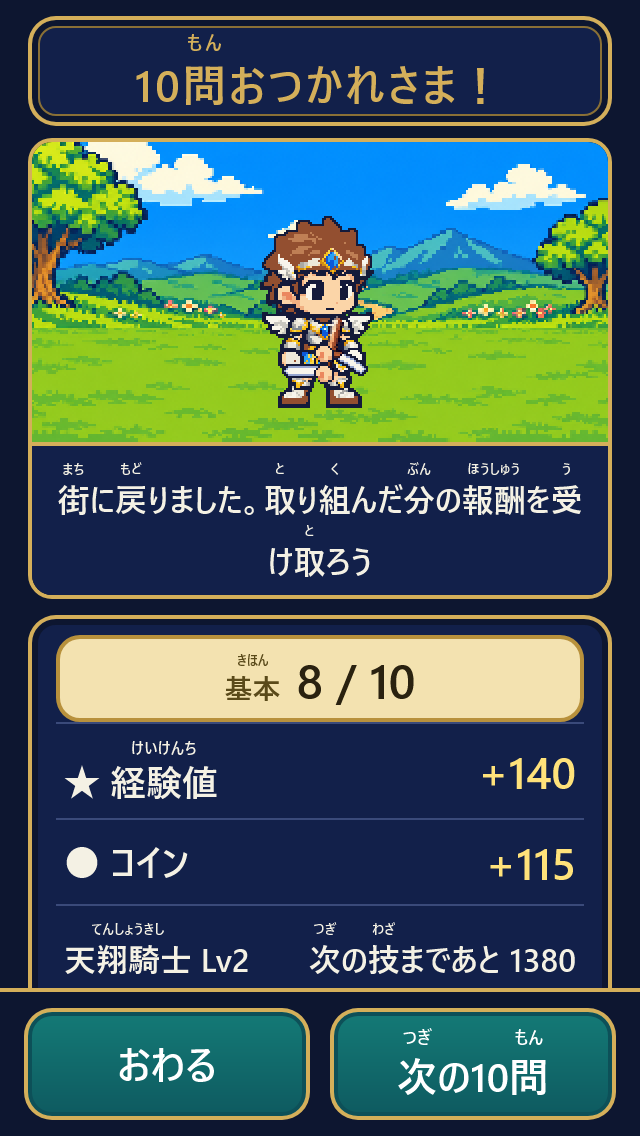 もん
10問おつかれさま！
まち もど と く ぶん ほうしゅう う
街に戻りました。取り組んだ分の報酬を受
と
け取ろう
きほん
基本 8 / 10
けいけんち
★ 経験値 +140
● コイン +115
てんしょうきし つぎ わざ
天翔騎士 Lv2 次の技まであと 1380
おわる
つぎ もん
次の10問